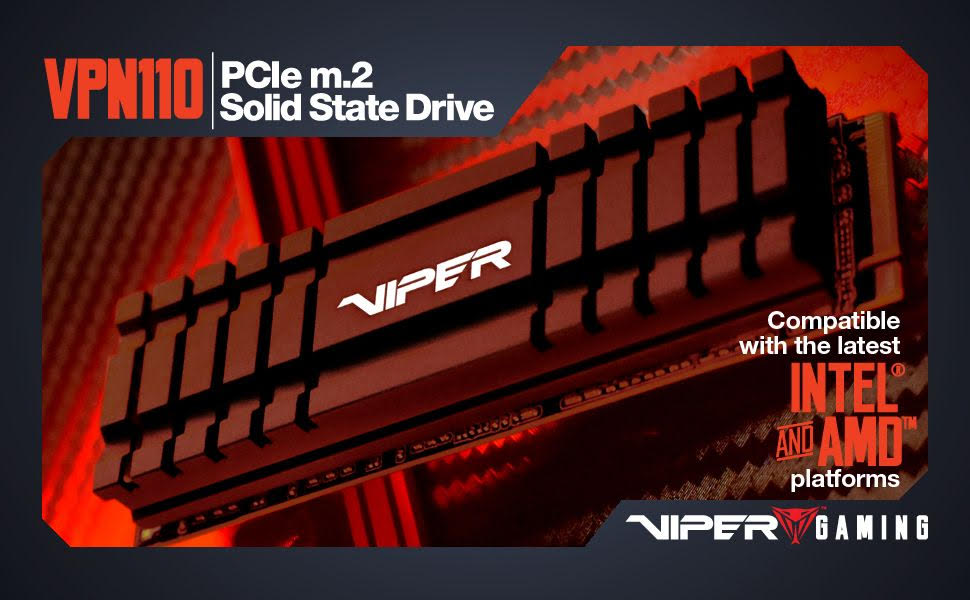 VPN110
PCIe m.2
Solid State Drive
VIPER
Compatible
with the latest
INTEL®
AND AMD™
platforms
VIPER GAMING